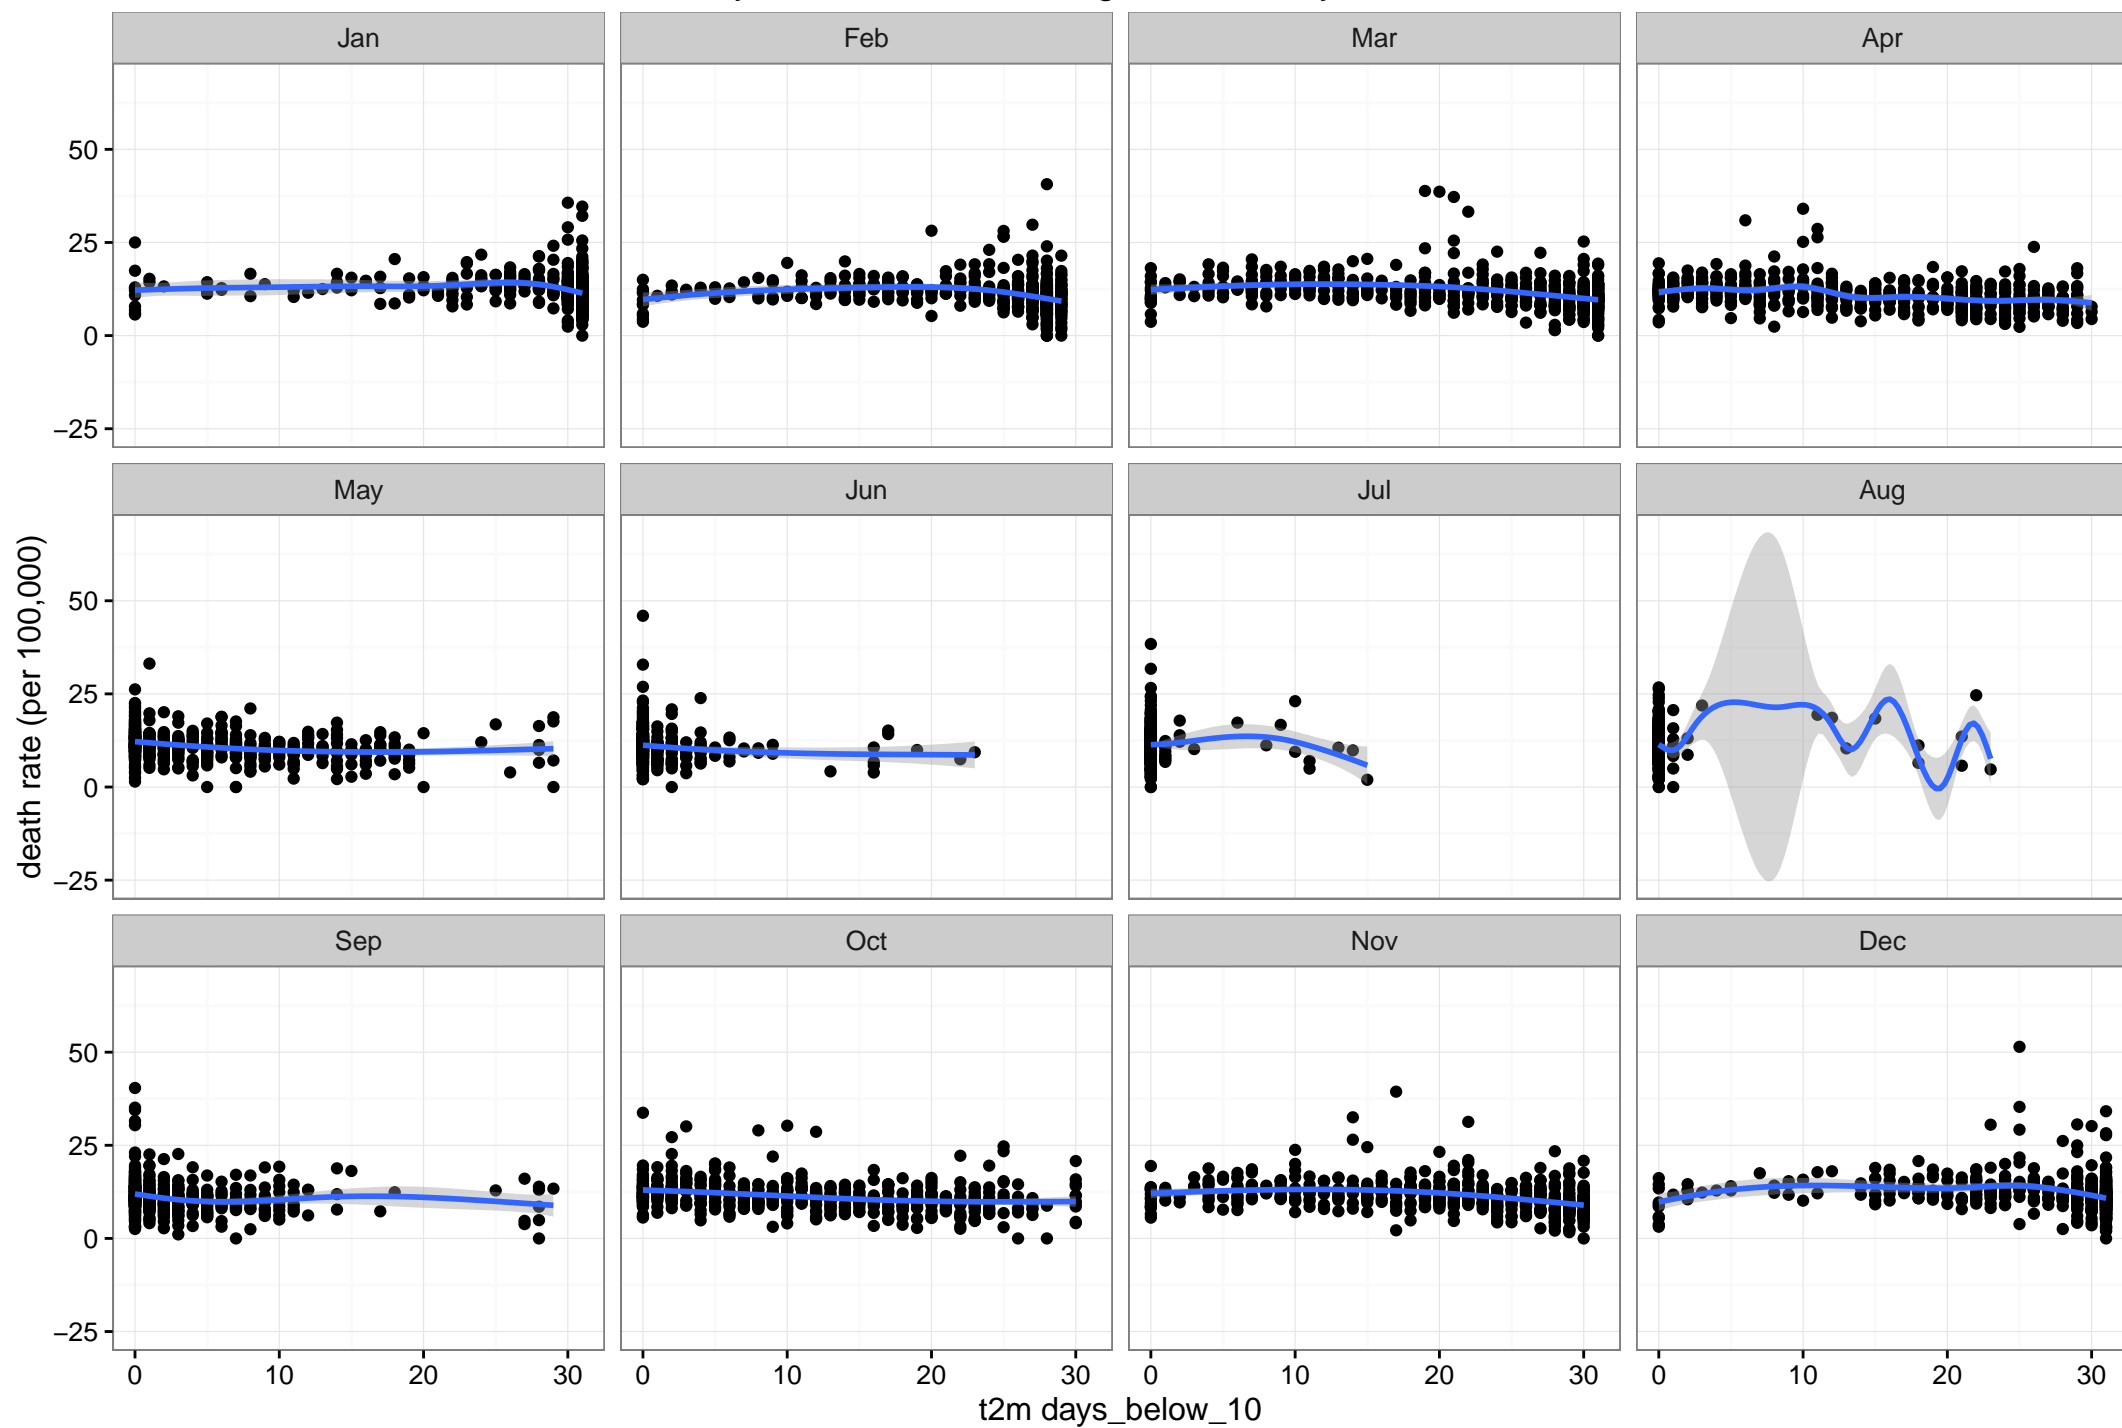 Jan Feb Mar Apr
50
25
0
−25
May Jun Jul Aug
death rate (per 100,000)
50
25
0
−25
Sep Oct Nov Dec
50
25
0
−25
0 10 20 30 0 10 20 30 0 10 20 30 0 10 20 30
t2m days_below_10